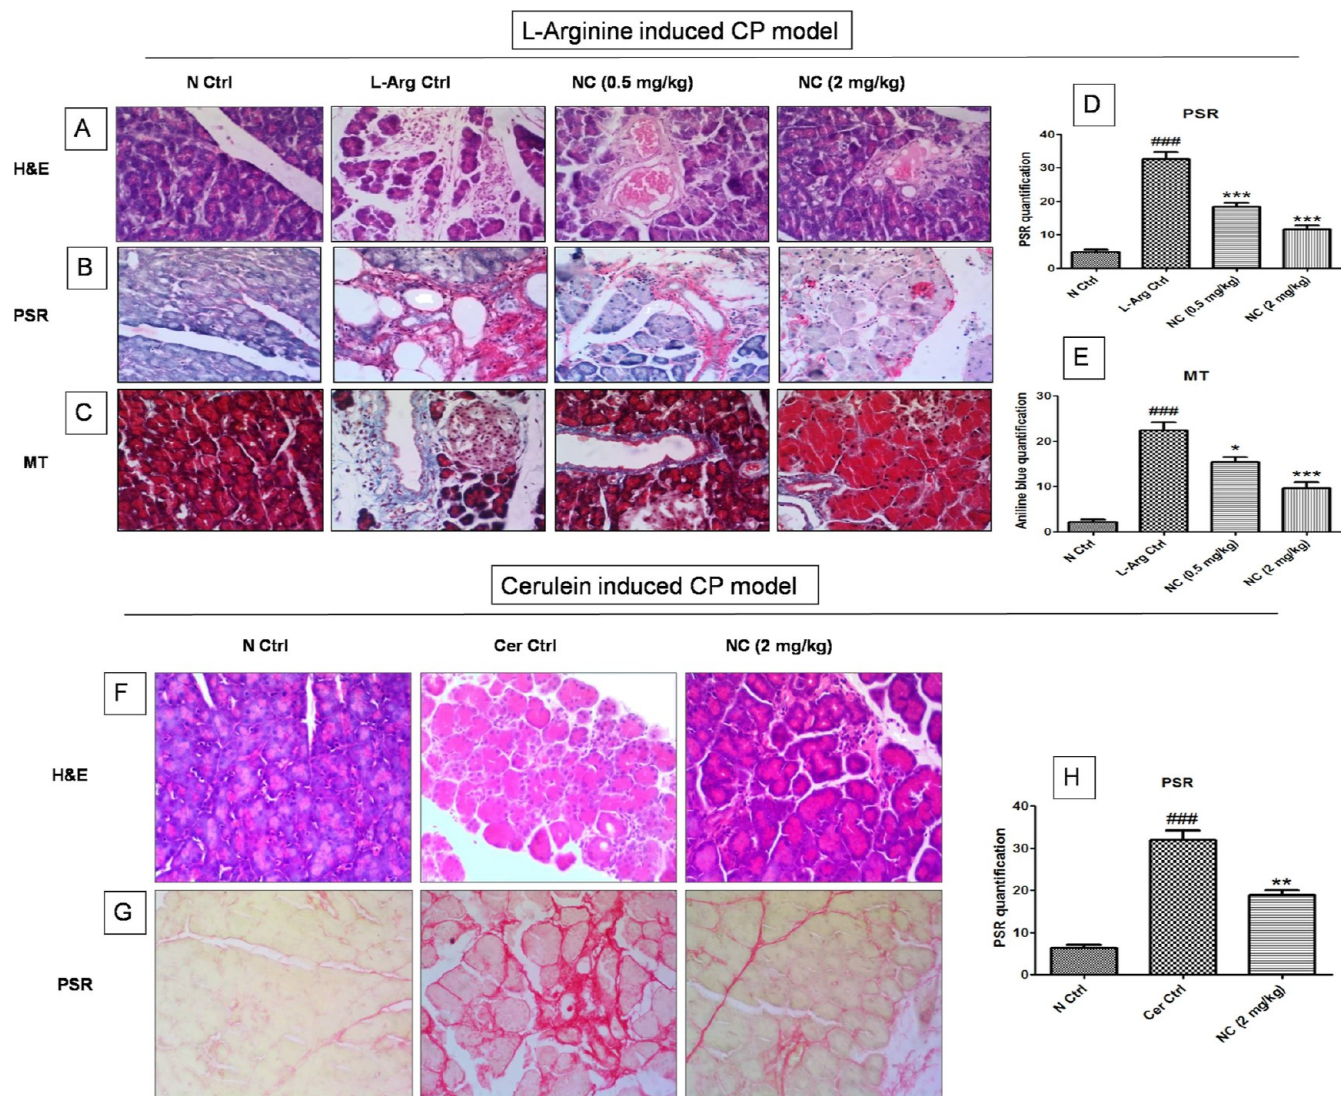 L-Arginine induced CP model
N Ctrl L-Arg Ctrl NC (0.5 mg/kg) NC (2 mg/kg)
A
H&E
B
PSR
C
MT
D
PSR
PSR quantification
40
30
20
10
0
###
***
***
N Ctrl
L-Arg Ctrl
NC (0.5 mg/kg)
NC (2 mg/kg)
E
MT
Aniline blue quantification
30
20
10
0
###
*
***
N Ctrl
L-Arg Ctrl
NC (0.5 mg/kg)
NC (2 mg/kg)
Cerulein induced CP model
N Ctrl Cer Ctrl NC (2 mg/kg)
F
H&E
G
PSR
H
PSR
PSR quantification
40
30
20
10
0
###
**
N Ctrl
Cer Ctrl
NC (2 mg/kg)